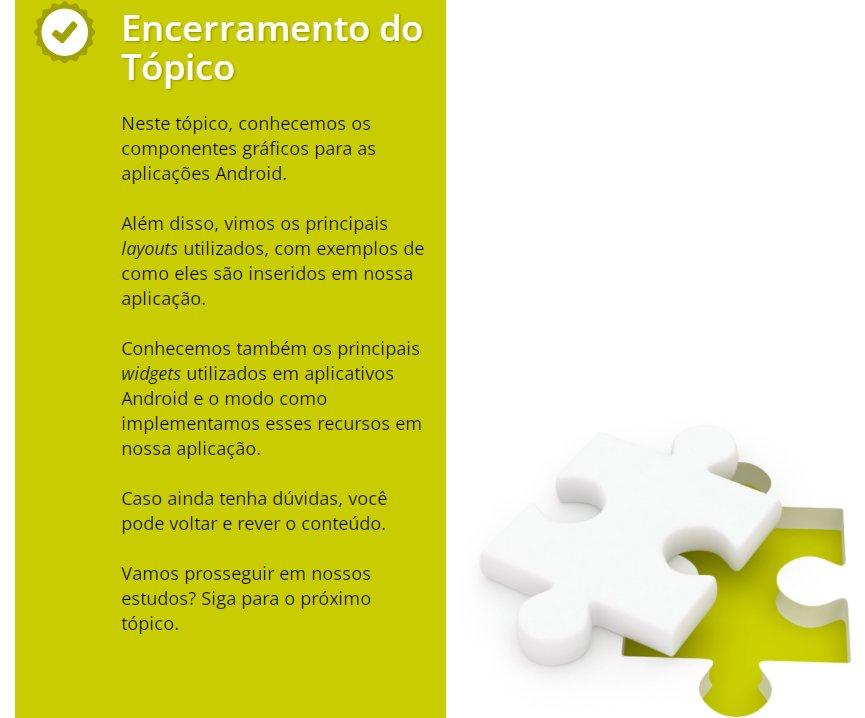 Encerramento do
Tópico
Neste tópico, conhecemos os
componentes gráficos para as
aplicações Android.
Além disso, vimos os principais
layouts utilizados, com exemplos de
como eles são inseridos em nossa
aplicação.
Conhecemos também os principais
widgets utilizados em aplicativos
Android e o modo como
implementamos esses recursos em
nossa aplicação.
Caso ainda tenha dúvidas, você
pode voltar e rever o conteúdo.
Vamos prosseguir em nossos
estudos? Siga para o próximo
tópico.